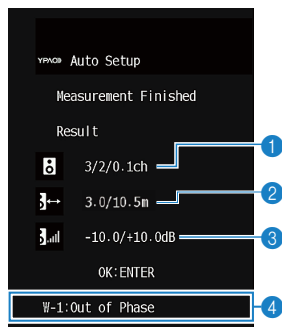 YPAO Auto Setup
Measurement Finished
Result
3/2/0.1ch 1
3.0/10.5m 2
-10.0/+10.0dB 3
OK:ENTER
W-1:Out of Phase 4